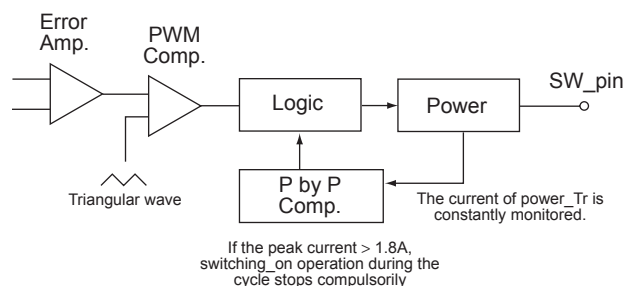 Error
Amp.
PWM
Comp.
SW_pin
Logic
Power
Triangular wave
P by P
Comp.
The current of power_Tr is
constantly monitored.
If the peak current > 1.8A,
switching_on operation during the
cycle stops compulsorily